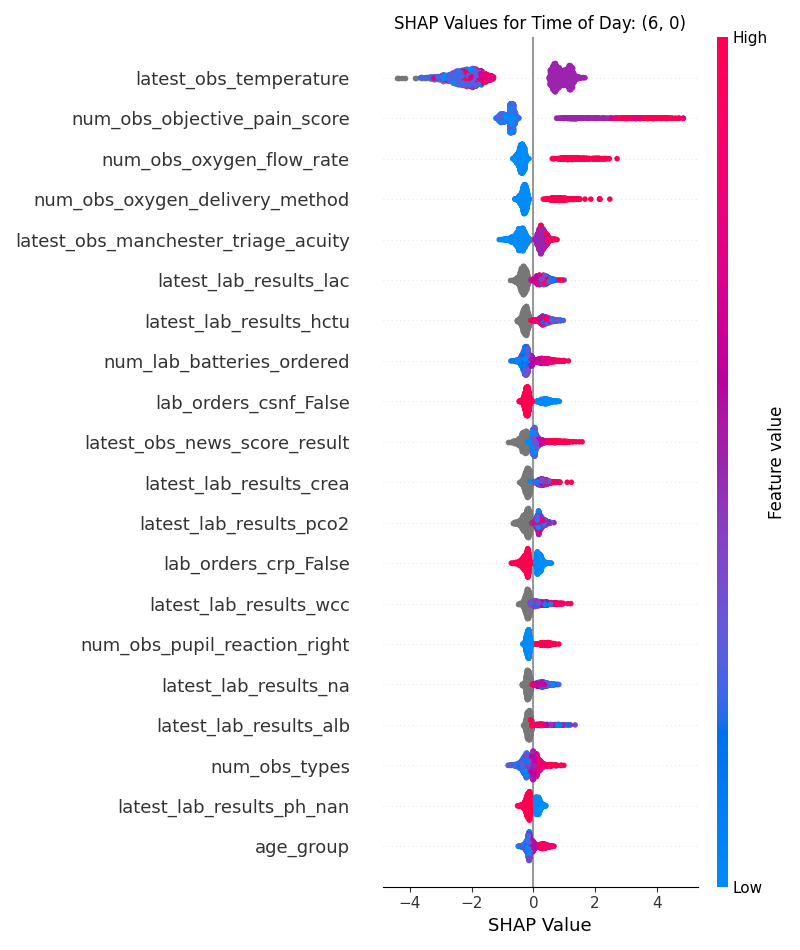 SHAP Values for Time of Day: (6, 0)
High
latest_obs_temperature
num_obs_objective_pain_score
num_obs_oxygen_flow_rate
num_obs_oxygen_delivery_method
latest_obs_manchester_triage_acuity
latest_lab_results_lac
latest_lab_results_hctu
num_lab_batteries_ordered
lab_orders_csnf_False
latest_obs_news_score_result
latest_lab_results_crea
latest_lab_results_pco2
lab_orders_crp_False
latest_lab_results_wcc
num_obs_pupil_reaction_right
latest_lab_results_na
latest_lab_results_alb
num_obs_types
latest_lab_results_ph_nan
age_group
Feature value
Low
−4 −2 0 2 4
SHAP Value